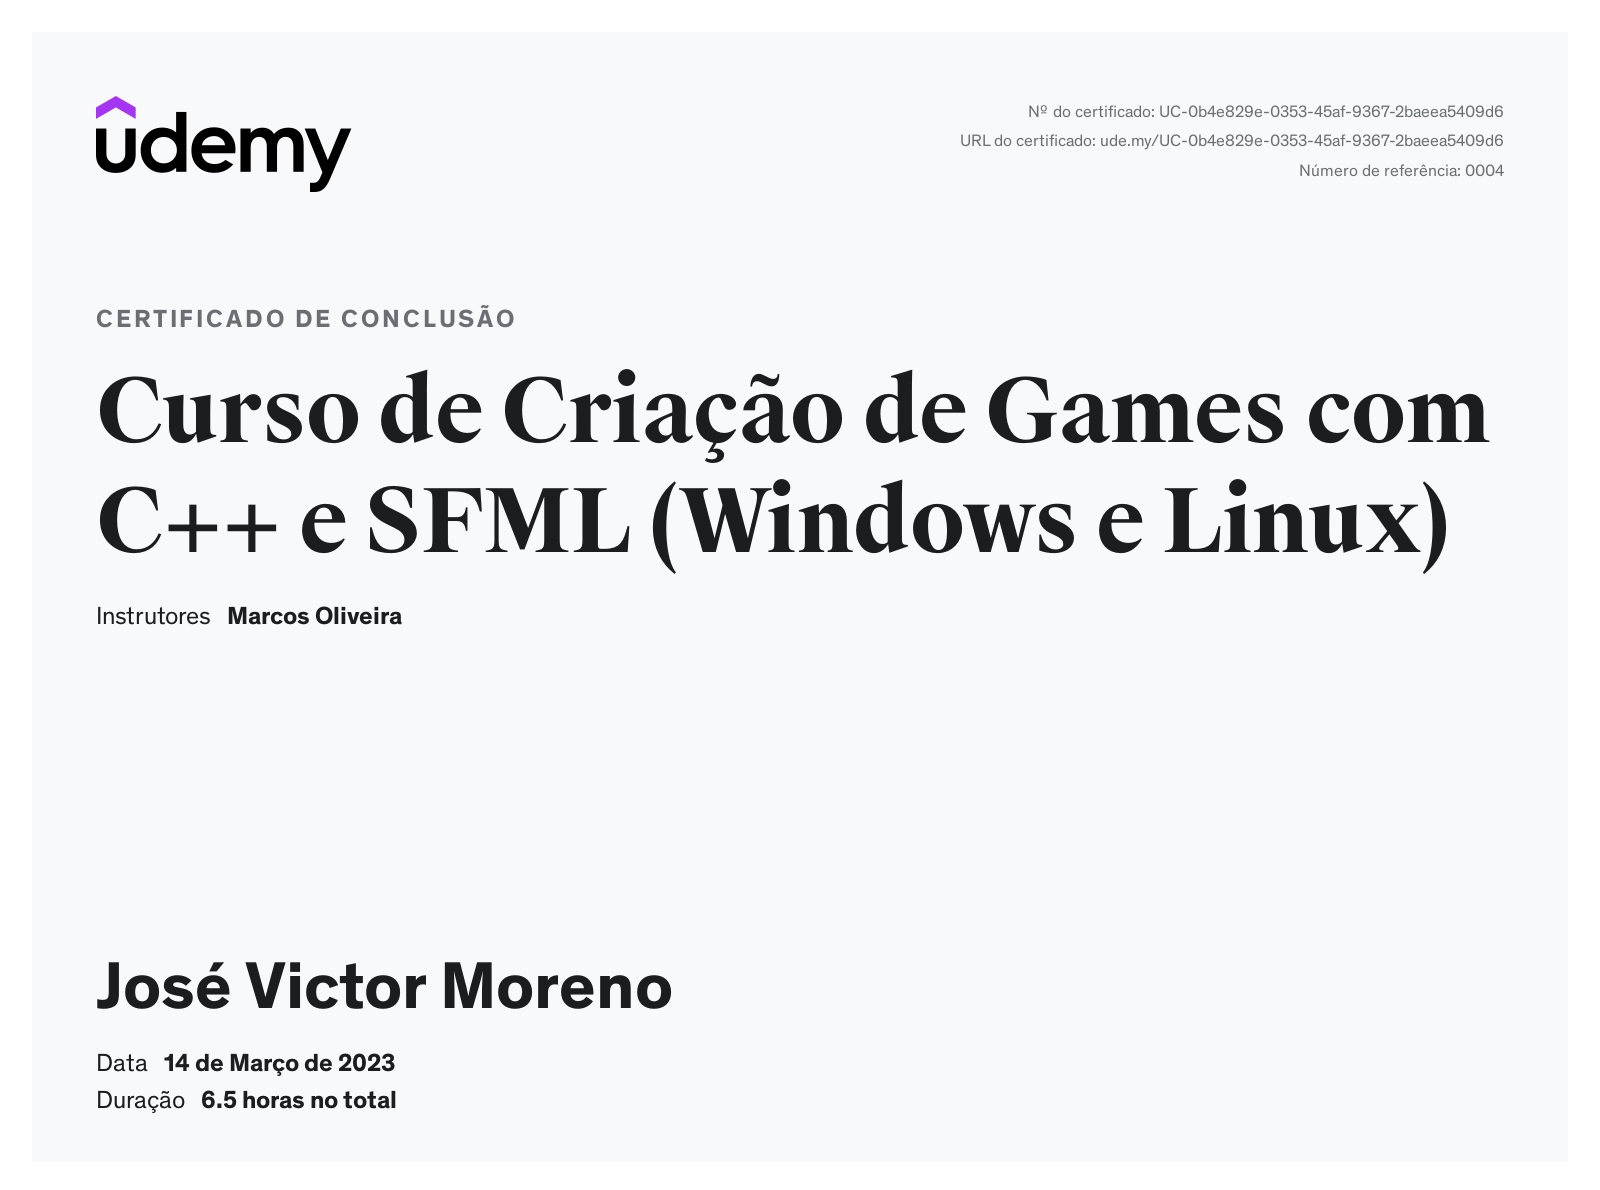 udemy
Nº do certificado: UC-0b4e829e-0353-45af-9367-2baeea5409d6
URL do certificado: ude.my/UC-0b4e829e-0353-45af-9367-2baeea5409d6
Número de referência: 0004
CERTIFICADO DE CONCLUSÃO
Curso de Criação de Games com
C++ e SFML (Windows e Linux)
Instrutores Marcos Oliveira
José Victor Moreno
Data 14 de Março de 2023
Duração 6.5 horas no total